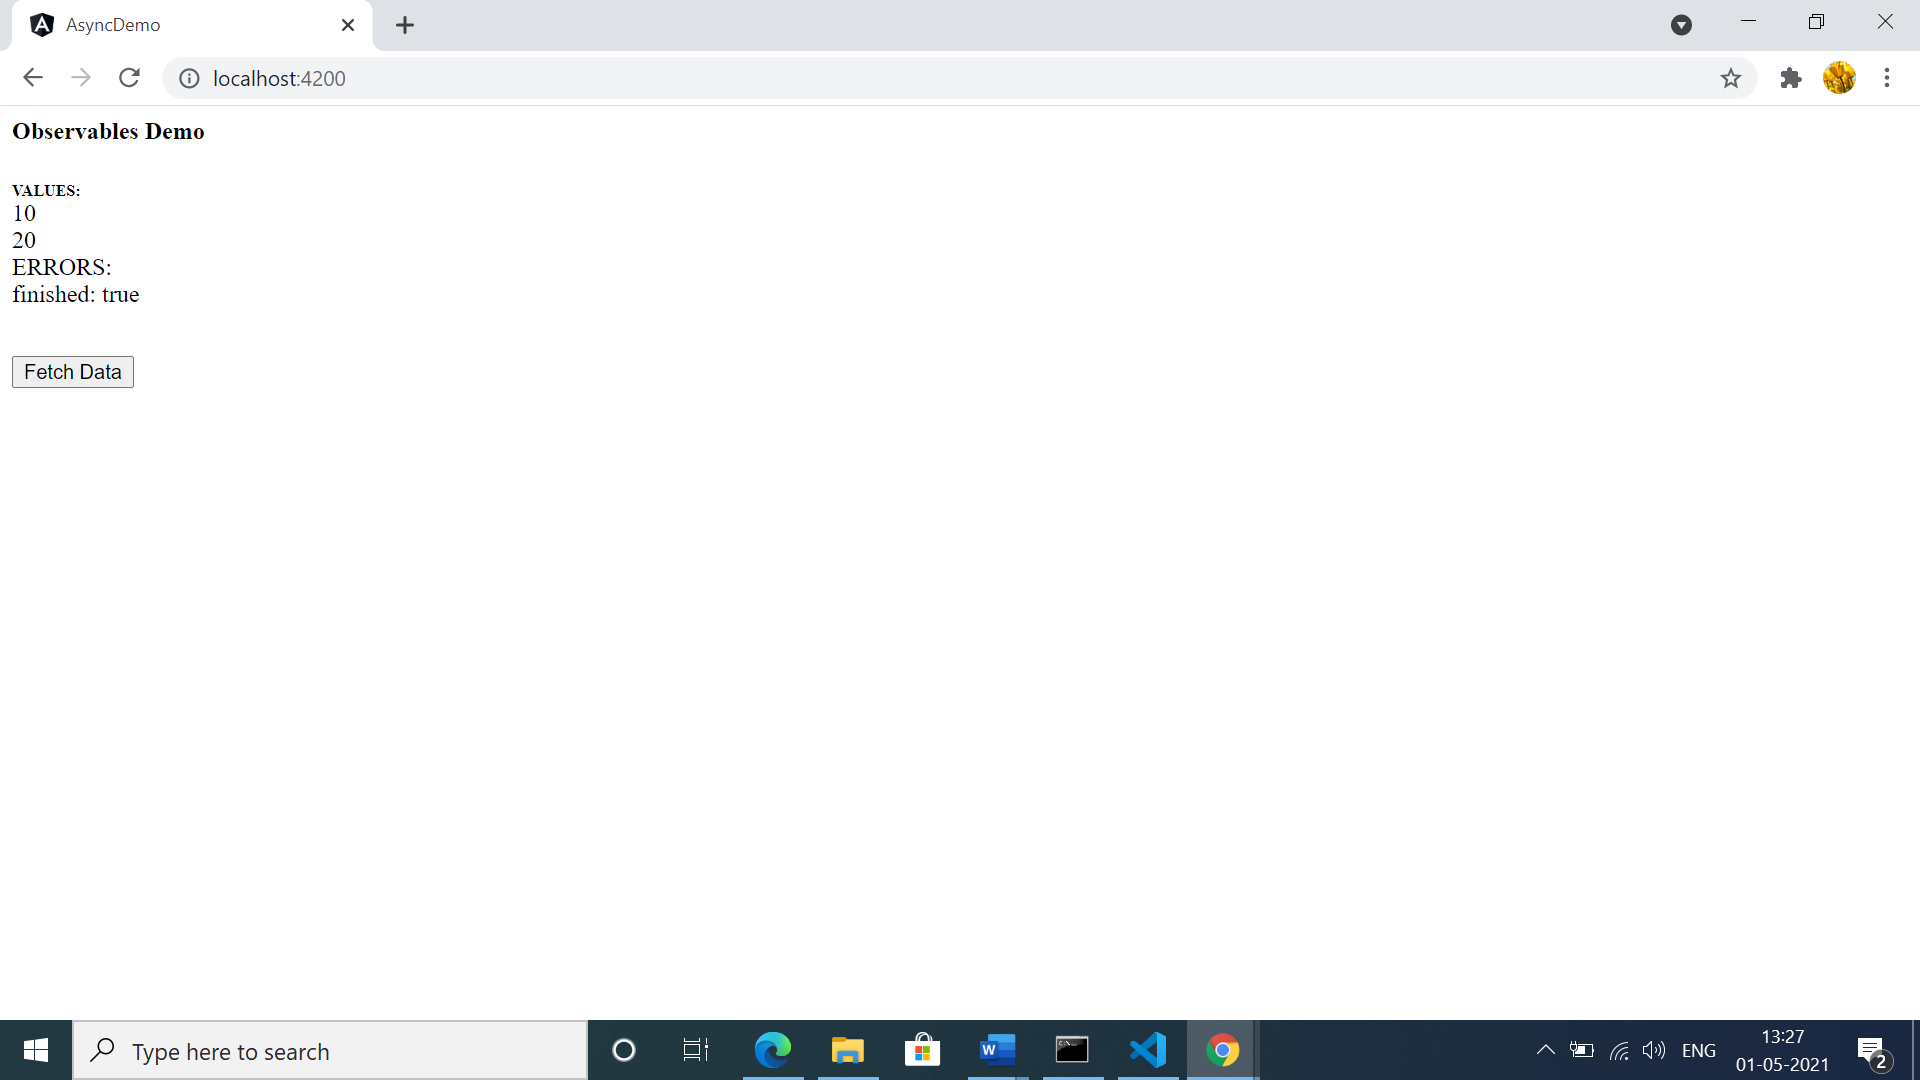 AsyncDemo
localhost:4200
Observables Demo
VALUES:
10
20
ERRORS:
finished: true
Fetch Data
Type here to search
ENG
13:27
01-05-2021
2